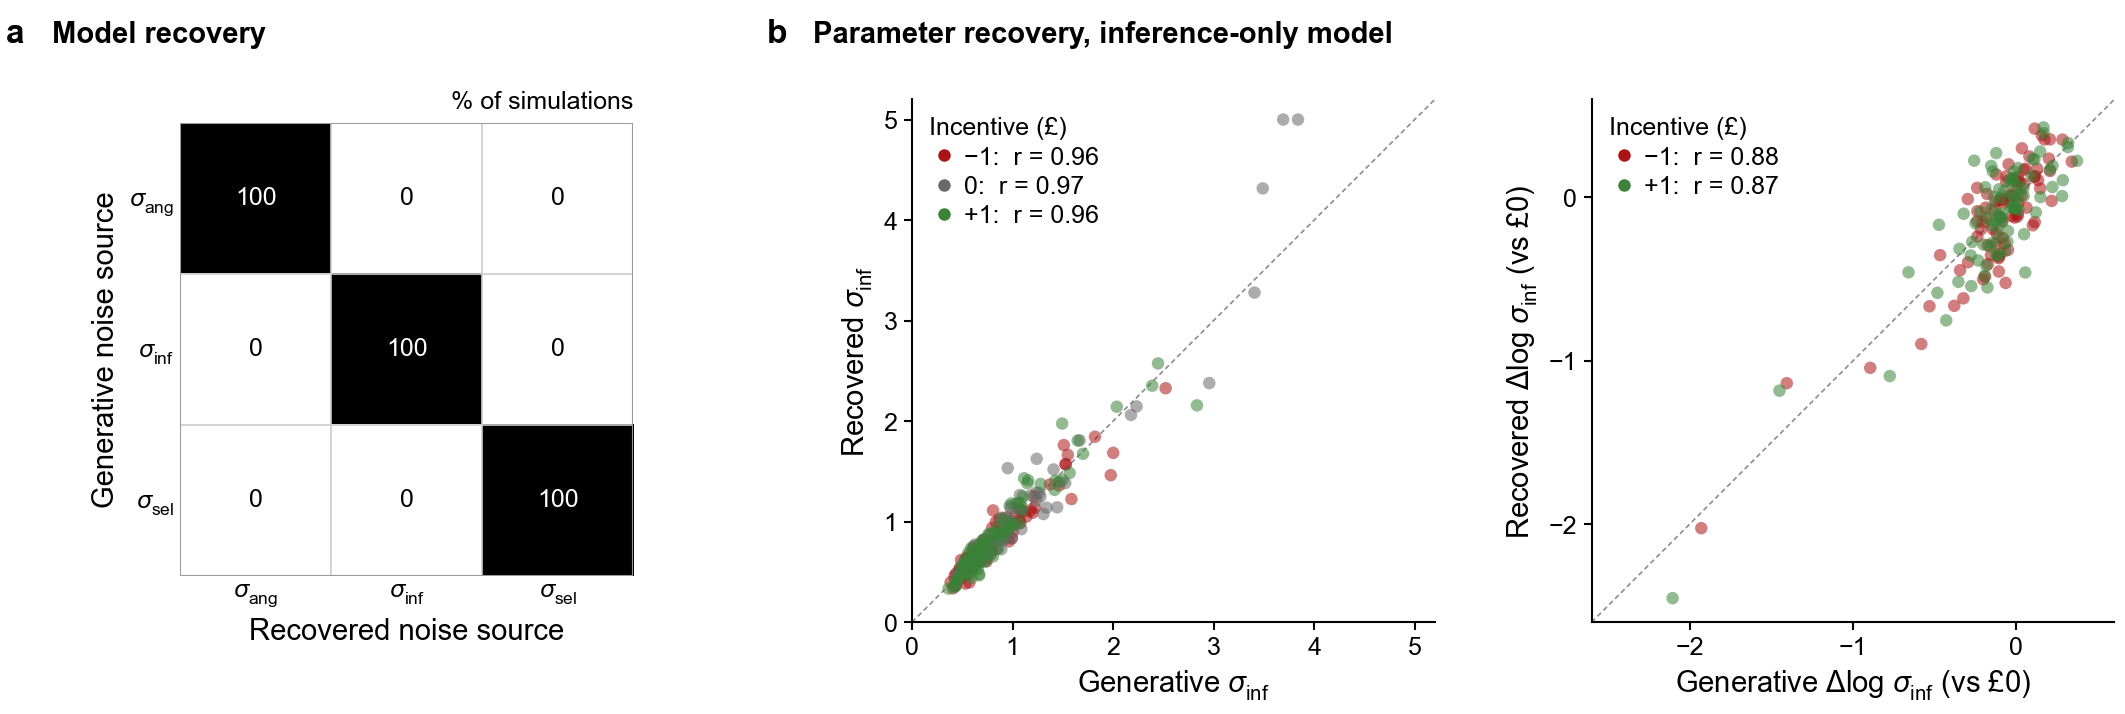 a Model recovery
% of simulations
Generative noise source
σang
100
0
0
σinf
0
100
0
σsel
0
0
100
σang
σinf
σsel
Recovered noise source
b Parameter recovery, inference-only model
Incentive (£)
−1: r = 0.96
0: r = 0.97
+1: r = 0.96
Recovered σinf
5
4
3
2
1
0
0
1
2
3
4
5
Generative σinf
Incentive (£)
−1: r = 0.88
+1: r = 0.87
Recovered Δlog σinf (vs £0)
0
−1
−2
−2
−1
0
Generative Δlog σinf (vs £0)